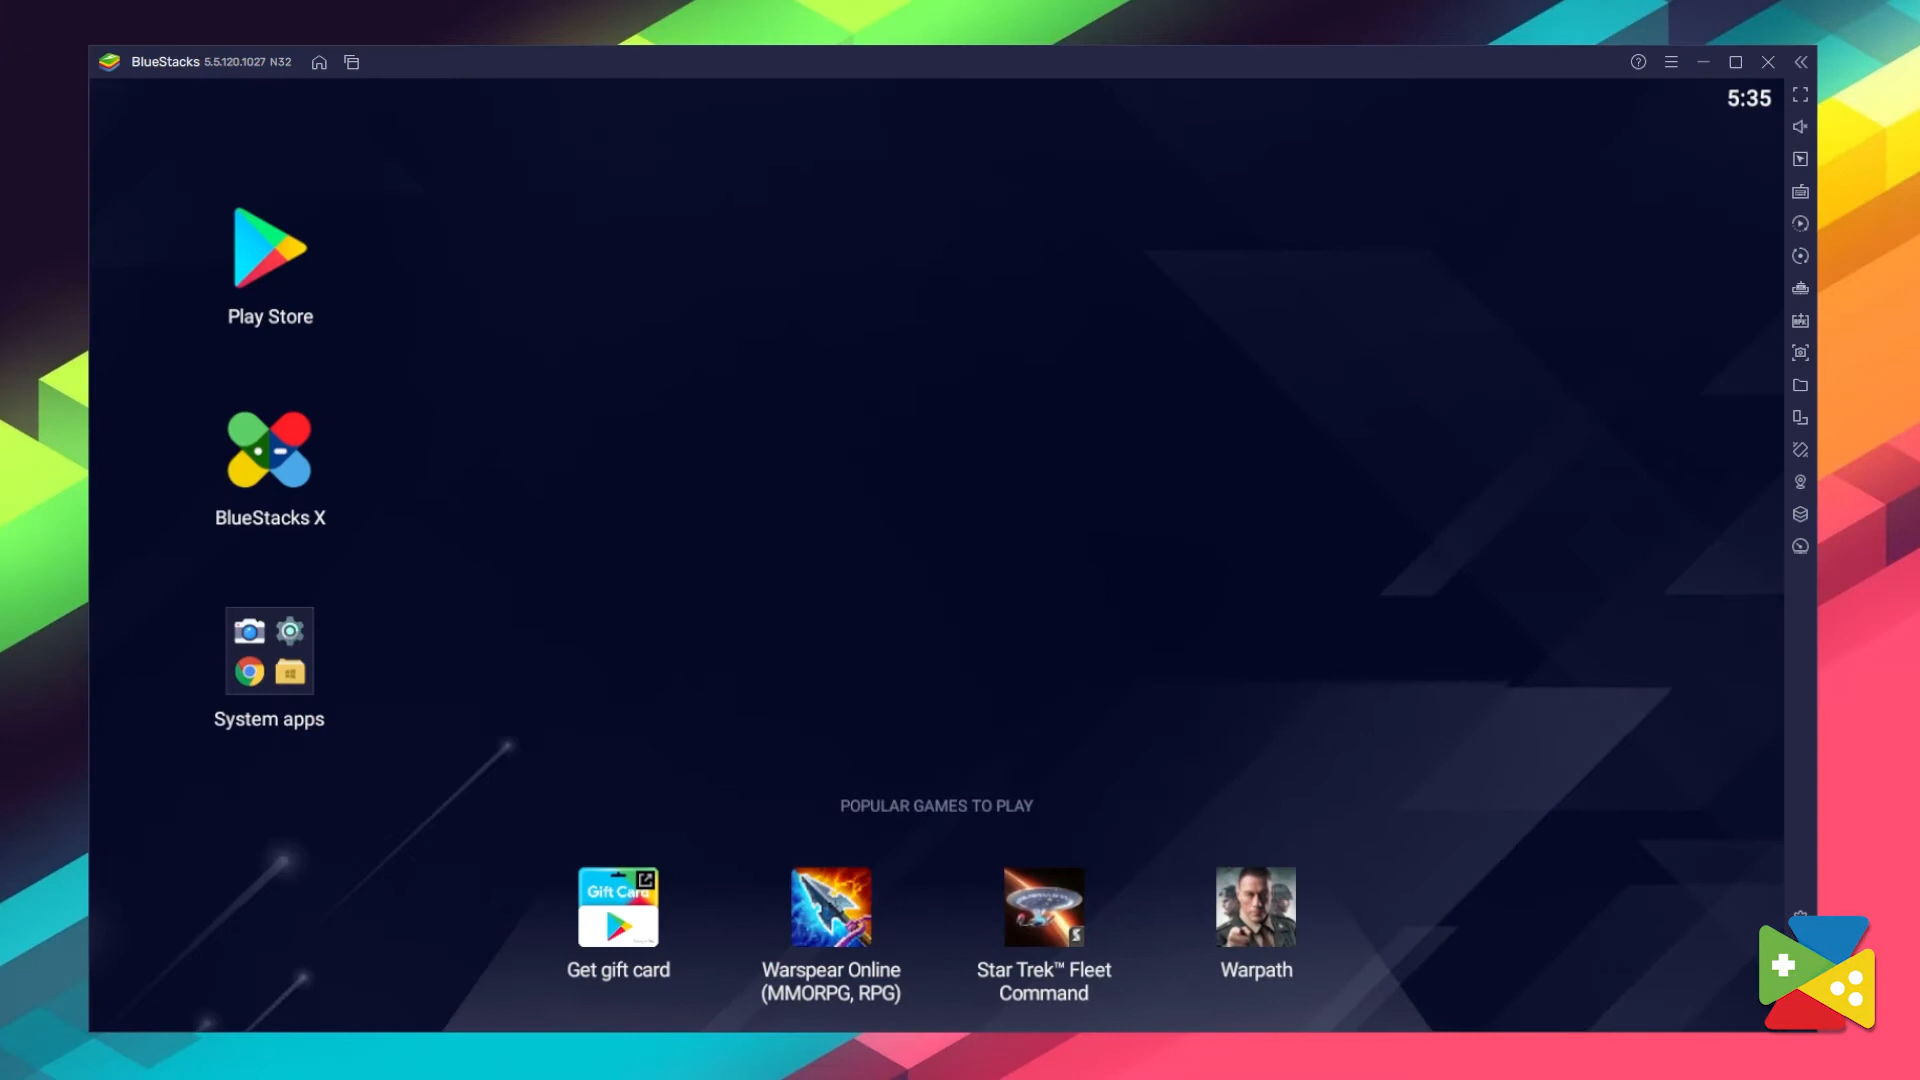 BlueStacks 5.5.120.1027 N32
5:35
Play Store
BlueStacks X
System apps
POPULAR GAMES TO PLAY
Gift Card
Get gift card
Warspear Online
(MMORPG, RPG)
Star Trek™ Fleet
Command
Warpath